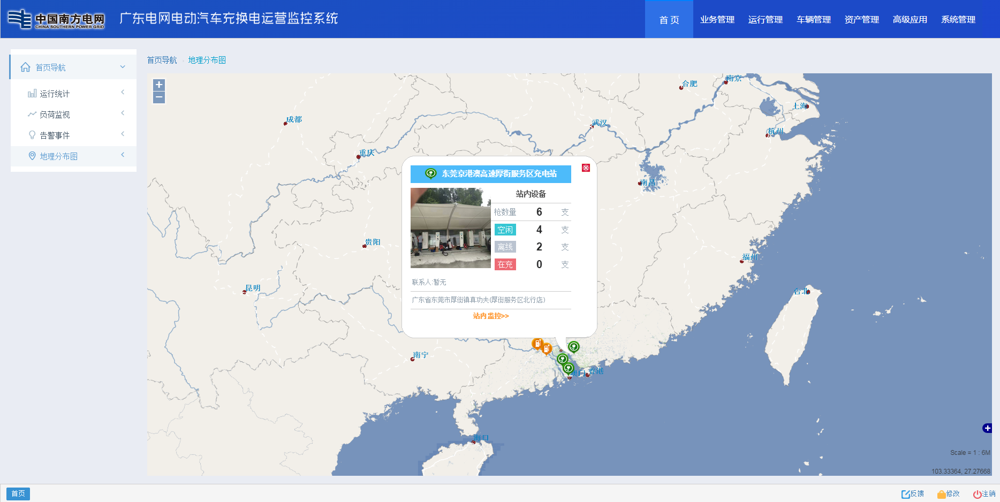 中国南方电网
CHINA SOUTHERN POWER GRID
广东电网电动汽车充换电运营监控系统
首页
业务管理
运行管理
车辆管理
资产管理
高级应用
系统管理
首页导航
运行统计
负荷监视
告警事件
地理分布图
首页导航 › 地理分布图
+
−
合肥
南京
上海
成都
武汉
杭州
重庆
南昌
贵阳
福州
昆明
台北
南宁
澳门
香港
海口
东莞京港澳高速厚街服务区充电站
站内设备
枪数量 6 支
空闲 4 支
离线 2 支
在充 0 支
联系人:暂无
广东省东莞市厚街镇真功夫(厚街服务区北行店)
站内监控>>
Scale = 1 : 6M
103.33364, 27.27668
首页
反馈
修改
注销